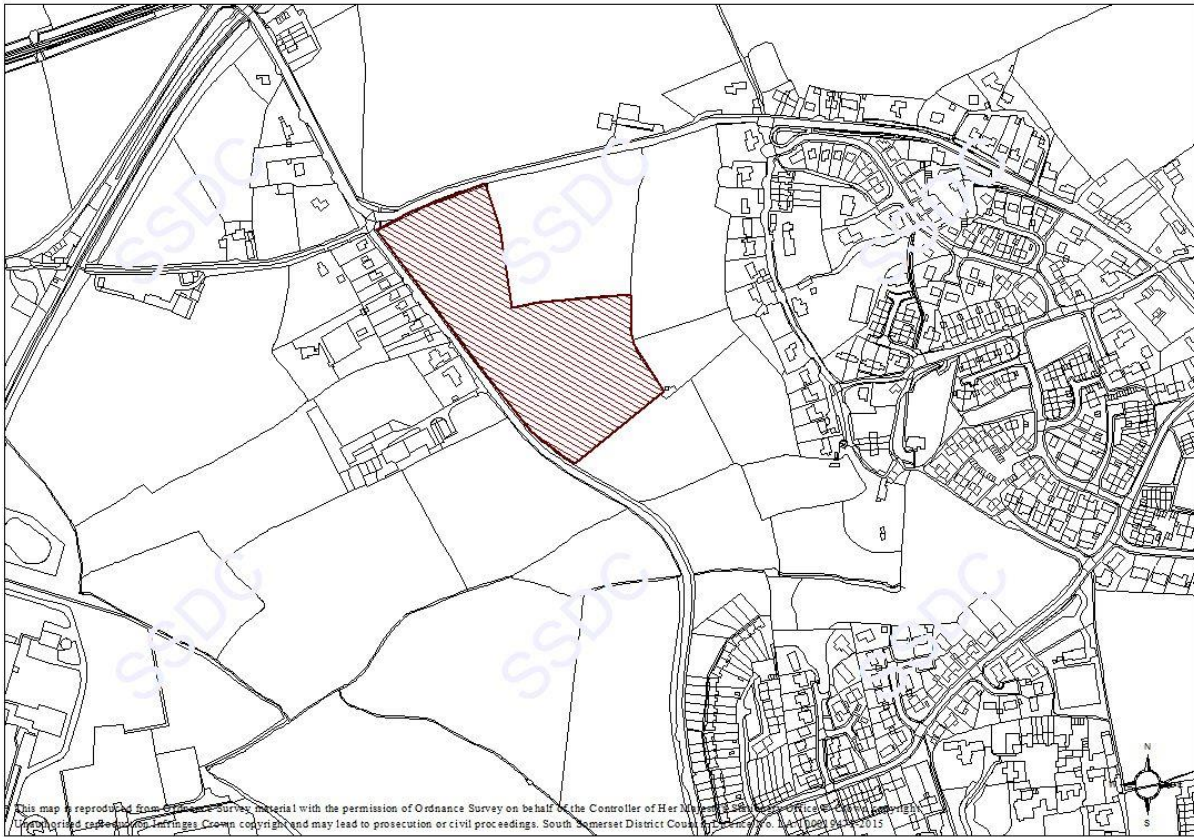 SSDC SSDC SSDC
SSDC SSDC SSDC
N
S
This map is reproduced from Ordnance Survey material with the permission of Ordnance Survey on behalf of the Controller of Her Majesty's Stationery Office © Crown copyright
Unauthorised reproduction infringes Crown copyright and may lead to prosecution or civil proceedings. South Somerset District Council Licence No. 2015